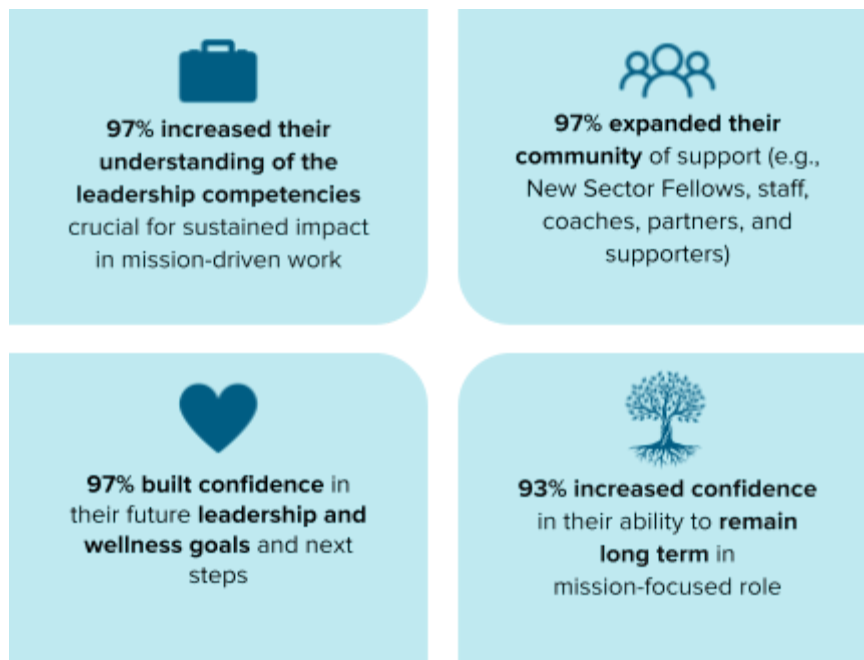 97% increased their
understanding of the
leadership competencies
crucial for sustained impact
in mission-driven work
97% expanded their
community of support (e.g.,
New Sector Fellows, staff,
coaches, partners, and
supporters)
97% built confidence in
their future leadership and
wellness goals and next
steps
93% increased confidence
in their ability to remain
long term in
mission-focused role